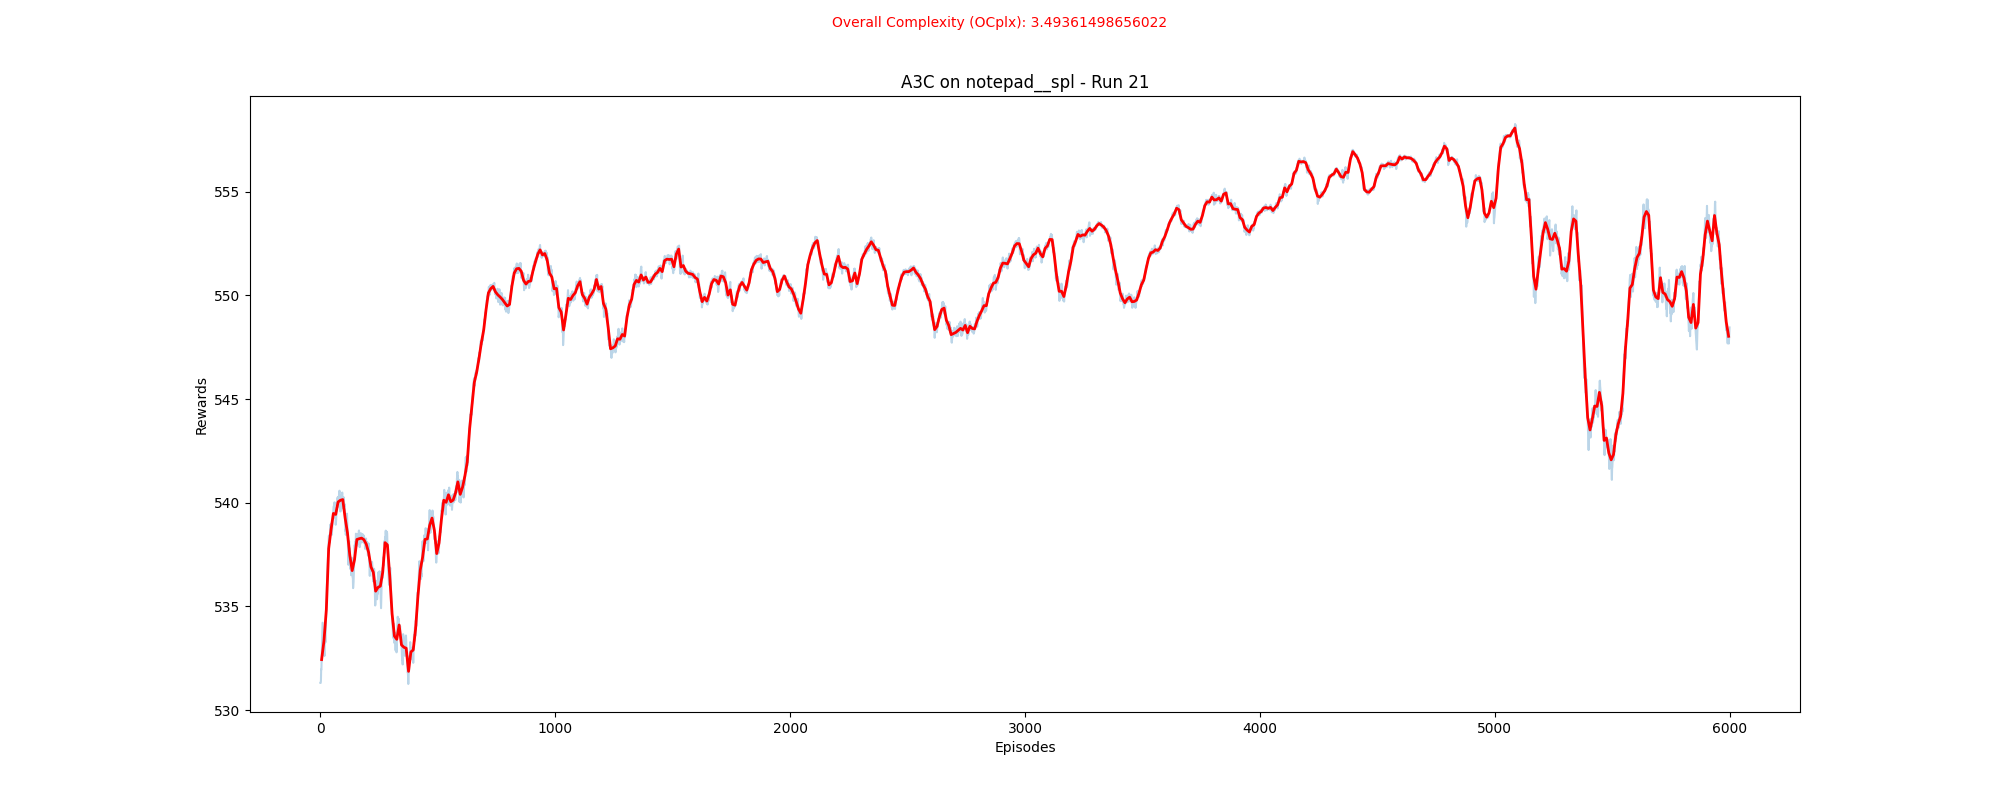 Overall Complexity (OCplx): 3.49361498656022
A3C on notepad__spl - Run 21
555
550
545
540
535
530
Rewards
0 1000 2000 3000 4000 5000 6000
Episodes